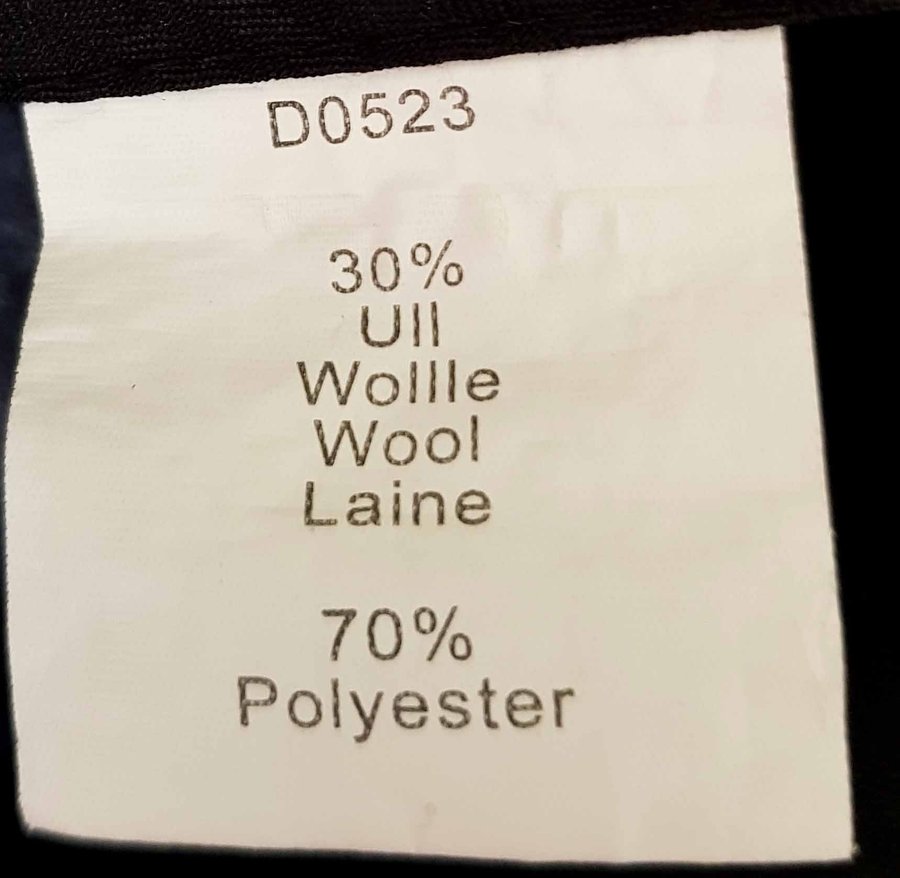 D0523
30%
Ull
Wollle
Wool
Laine
70%
Polyester